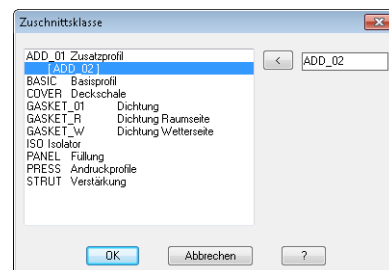 Zuschnittsklasse
ADD_01 Zusatzprofil
[ADD_02]
BASIC Basisprofil
COVER Deckschale
GASKET_01 Dichtung
GASKET_R Dichtung Raumseite
GASKET_W Dichtung Wetterseite
ISO Isolator
PANEL Füllung
PRESS Andruckprofile
STRUT Verstärkung
< ADD_02
OK Abbrechen ?